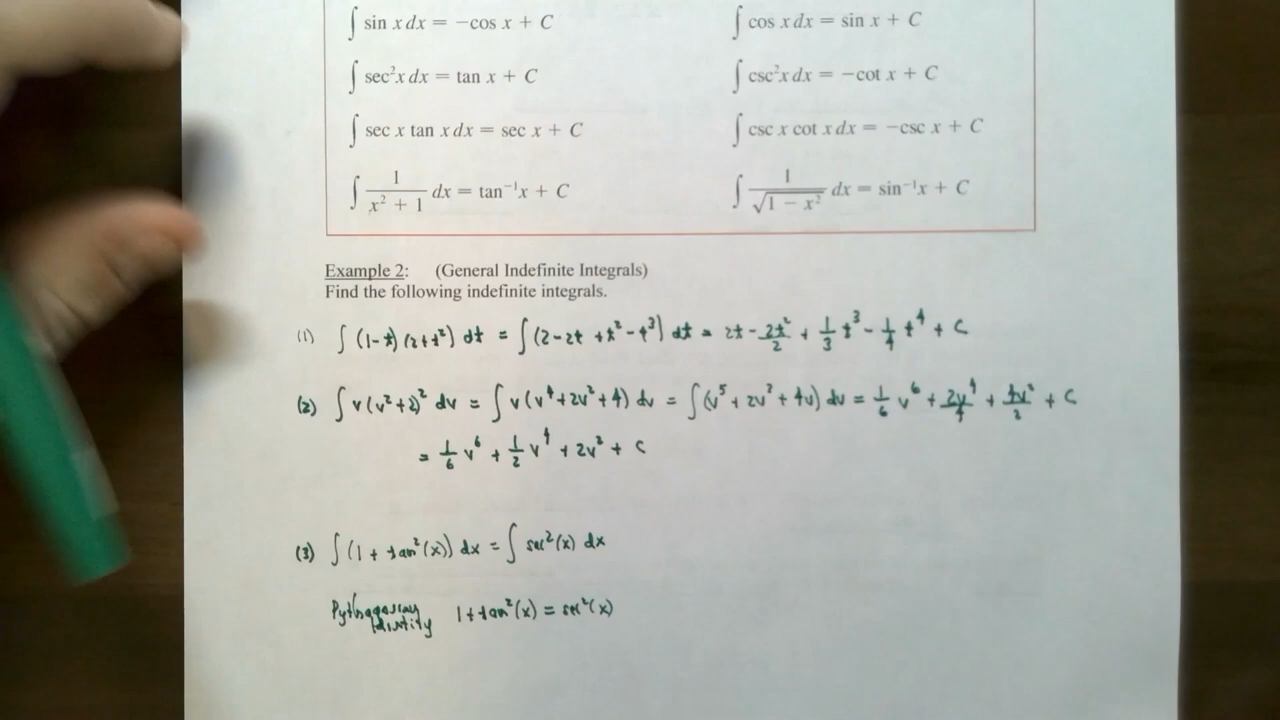 ∫ sin x dx = −cos x + C ∫ cos x dx = sin x + C
∫ sec²x dx = tan x + C ∫ csc²x dx = −cot x + C
∫ sec x tan x dx = sec x + C ∫ csc x cot x dx = −csc x + C
∫ 1/(x² + 1) dx = tan⁻¹x + C ∫ 1/√(1 − x²) dx = sin⁻¹x + C
Example 2: (General Indefinite Integrals)
Find the following indefinite integrals.
(1) ∫ (1-t)(2+t²) dt = ∫(2-2t+t²-t³) dt = 2t - 2t²/2 + 1/3 t³ - 1/4 t⁴ + C
(2) ∫ v(v²+2)² dv = ∫ v(v⁴+2v²+4) dv = ∫(v⁵+2v³+4v) dv = 1/6 v⁶ + 2v⁴/4 + 4v²/2 + C
= 1/6 v⁶ + 1/2 v⁴ + 2v² + C
(3) ∫ (1 + tan²(x)) dx = ∫ sec²(x) dx
Pythagorean Identity 1+tan²(x) = sec²(x)